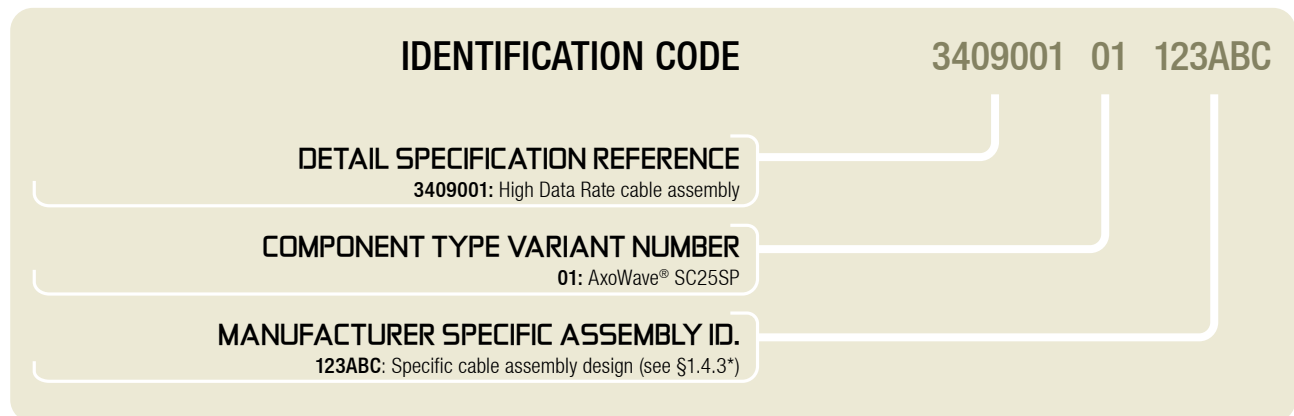 IDENTIFICATION CODE 3409001 01 123ABC
DETAIL SPECIFICATION REFERENCE
3409001: High Data Rate cable assembly
COMPONENT TYPE VARIANT NUMBER
01: AxoWave® SC25SP
MANUFACTURER SPECIFIC ASSEMBLY ID.
123ABC: Specific cable assembly design (see §1.4.3*)